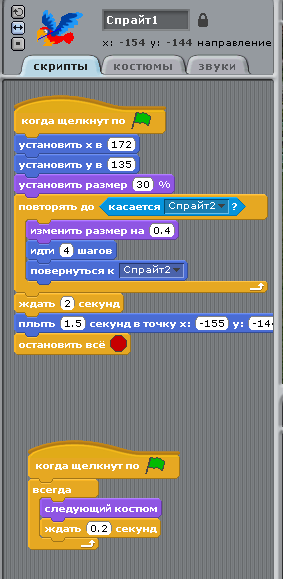 Спрайт1
x: -154 y: -144 направлени
скрипты костюмы звуки
когда щелкнут по
установить x в 172
установить y в 135
установить размер 30 %
повторять до касается Спрайт2 ?
изменить размер на 0.4
идти 4 шагов
повернуться к Спрайт2
ждать 2 секунд
плыть 1.5 секунд в точку x: -155 y: -14
остановить всё
когда щелкнут по
всегда
следующий костюм
ждать 0.2 секунд